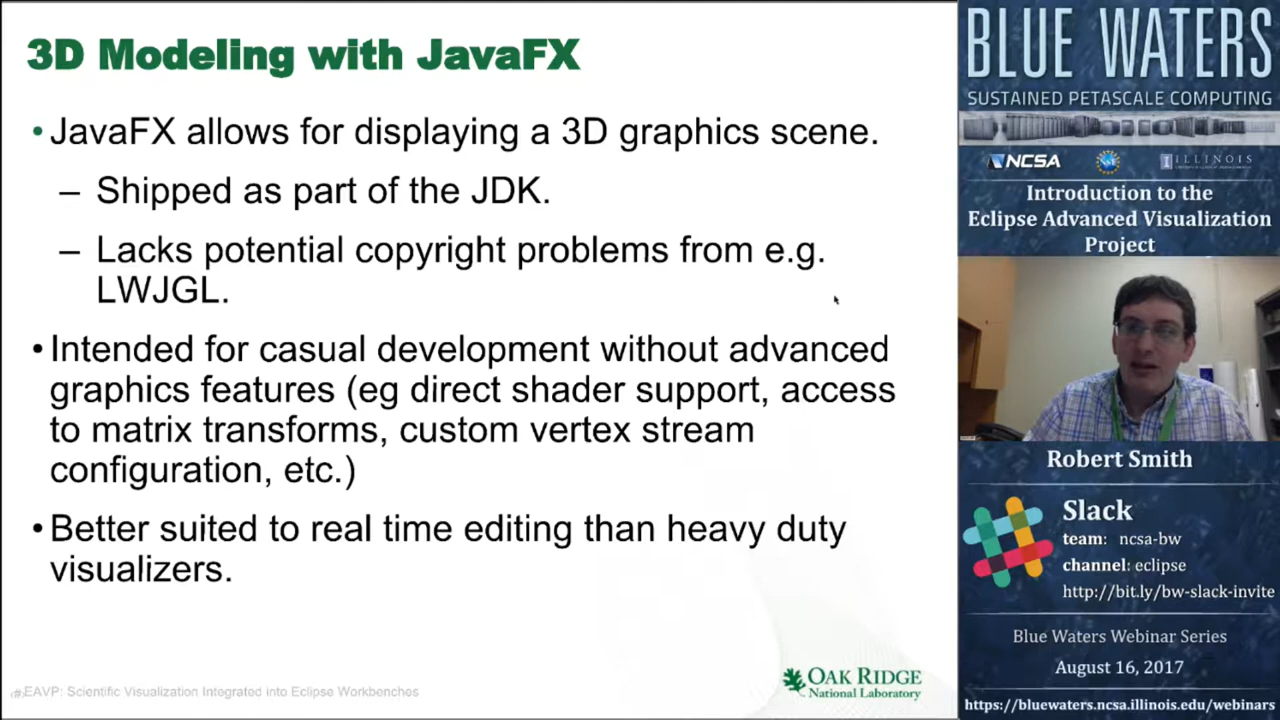 3D Modeling with JavaFX
• JavaFX allows for displaying a 3D graphics scene.
– Shipped as part of the JDK.
– Lacks potential copyright problems from e.g.
LWJGL.
• Intended for casual development without advanced
graphics features (eg direct shader support, access
to matrix transforms, custom vertex stream
configuration, etc.)
• Better suited to real time editing than heavy duty
visualizers.
EAVP: Scientific Visualization Integrated into Eclipse Workbenches
OAK RIDGE
National Laboratory
BLUE WATERS
SUSTAINED PETASCALE COMPUTING
NCSA
ILLINOIS
Introduction to the
Eclipse Advanced Visualization
Project
Robert Smith
Slack
team: ncsa-bw
channel: eclipse
http://bit.ly/bw-slack-invite
Blue Waters Webinar Series
August 16, 2017
https://bluewaters.ncsa.illinois.edu/webinars